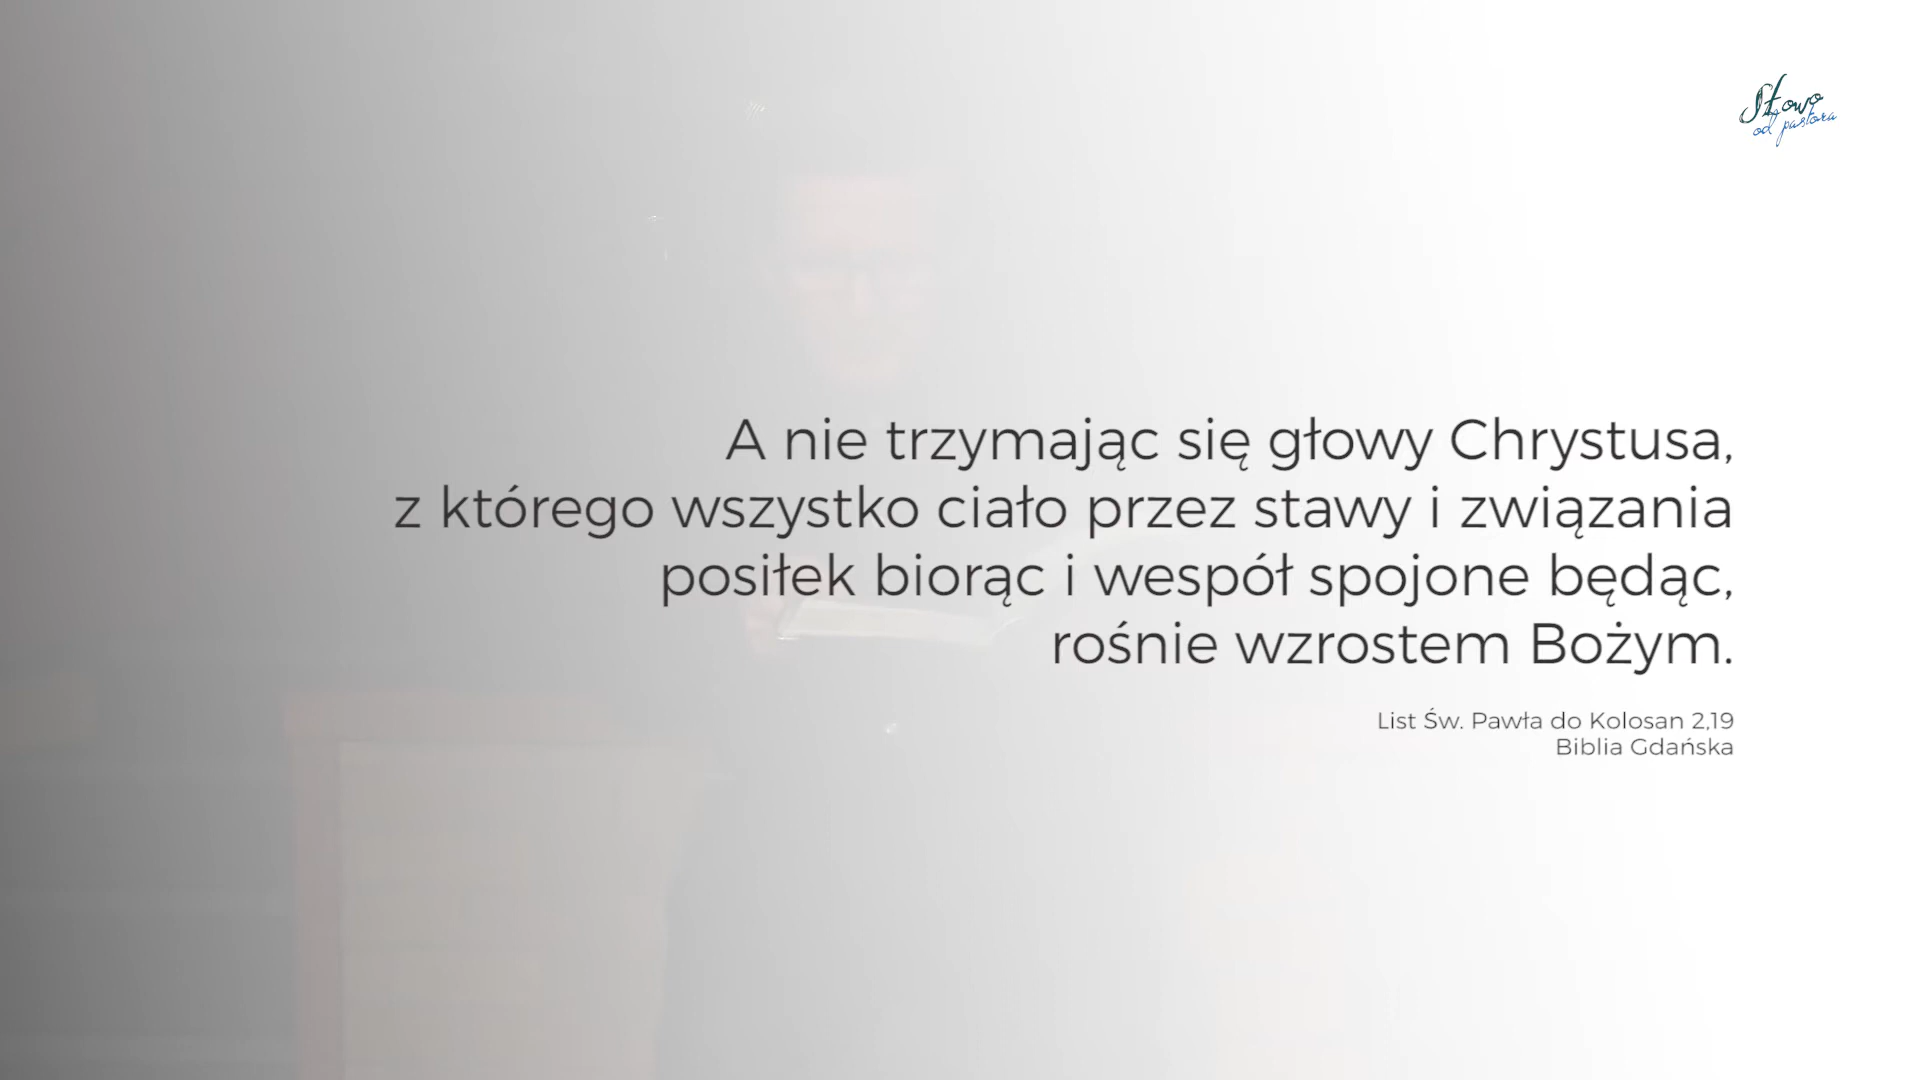 Słowo
od pastora
A nie trzymając się głowy Chrystusa,
z którego wszystko ciało przez stawy i związania
posiłek biorąc i wespół spojone będąc,
rośnie wzrostem Bożym.
List Św. Pawła do Kolosan 2,19
Biblia Gdańska